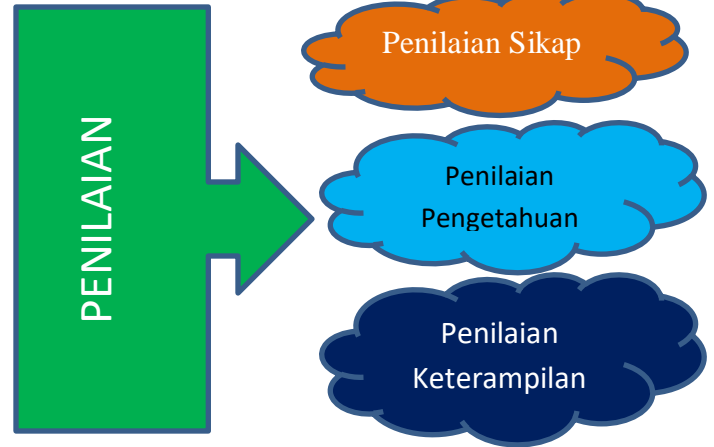 PENILAIAN
Penilaian Sikap
Penilaian
Pengetahuan
Penilaian
Keterampilan